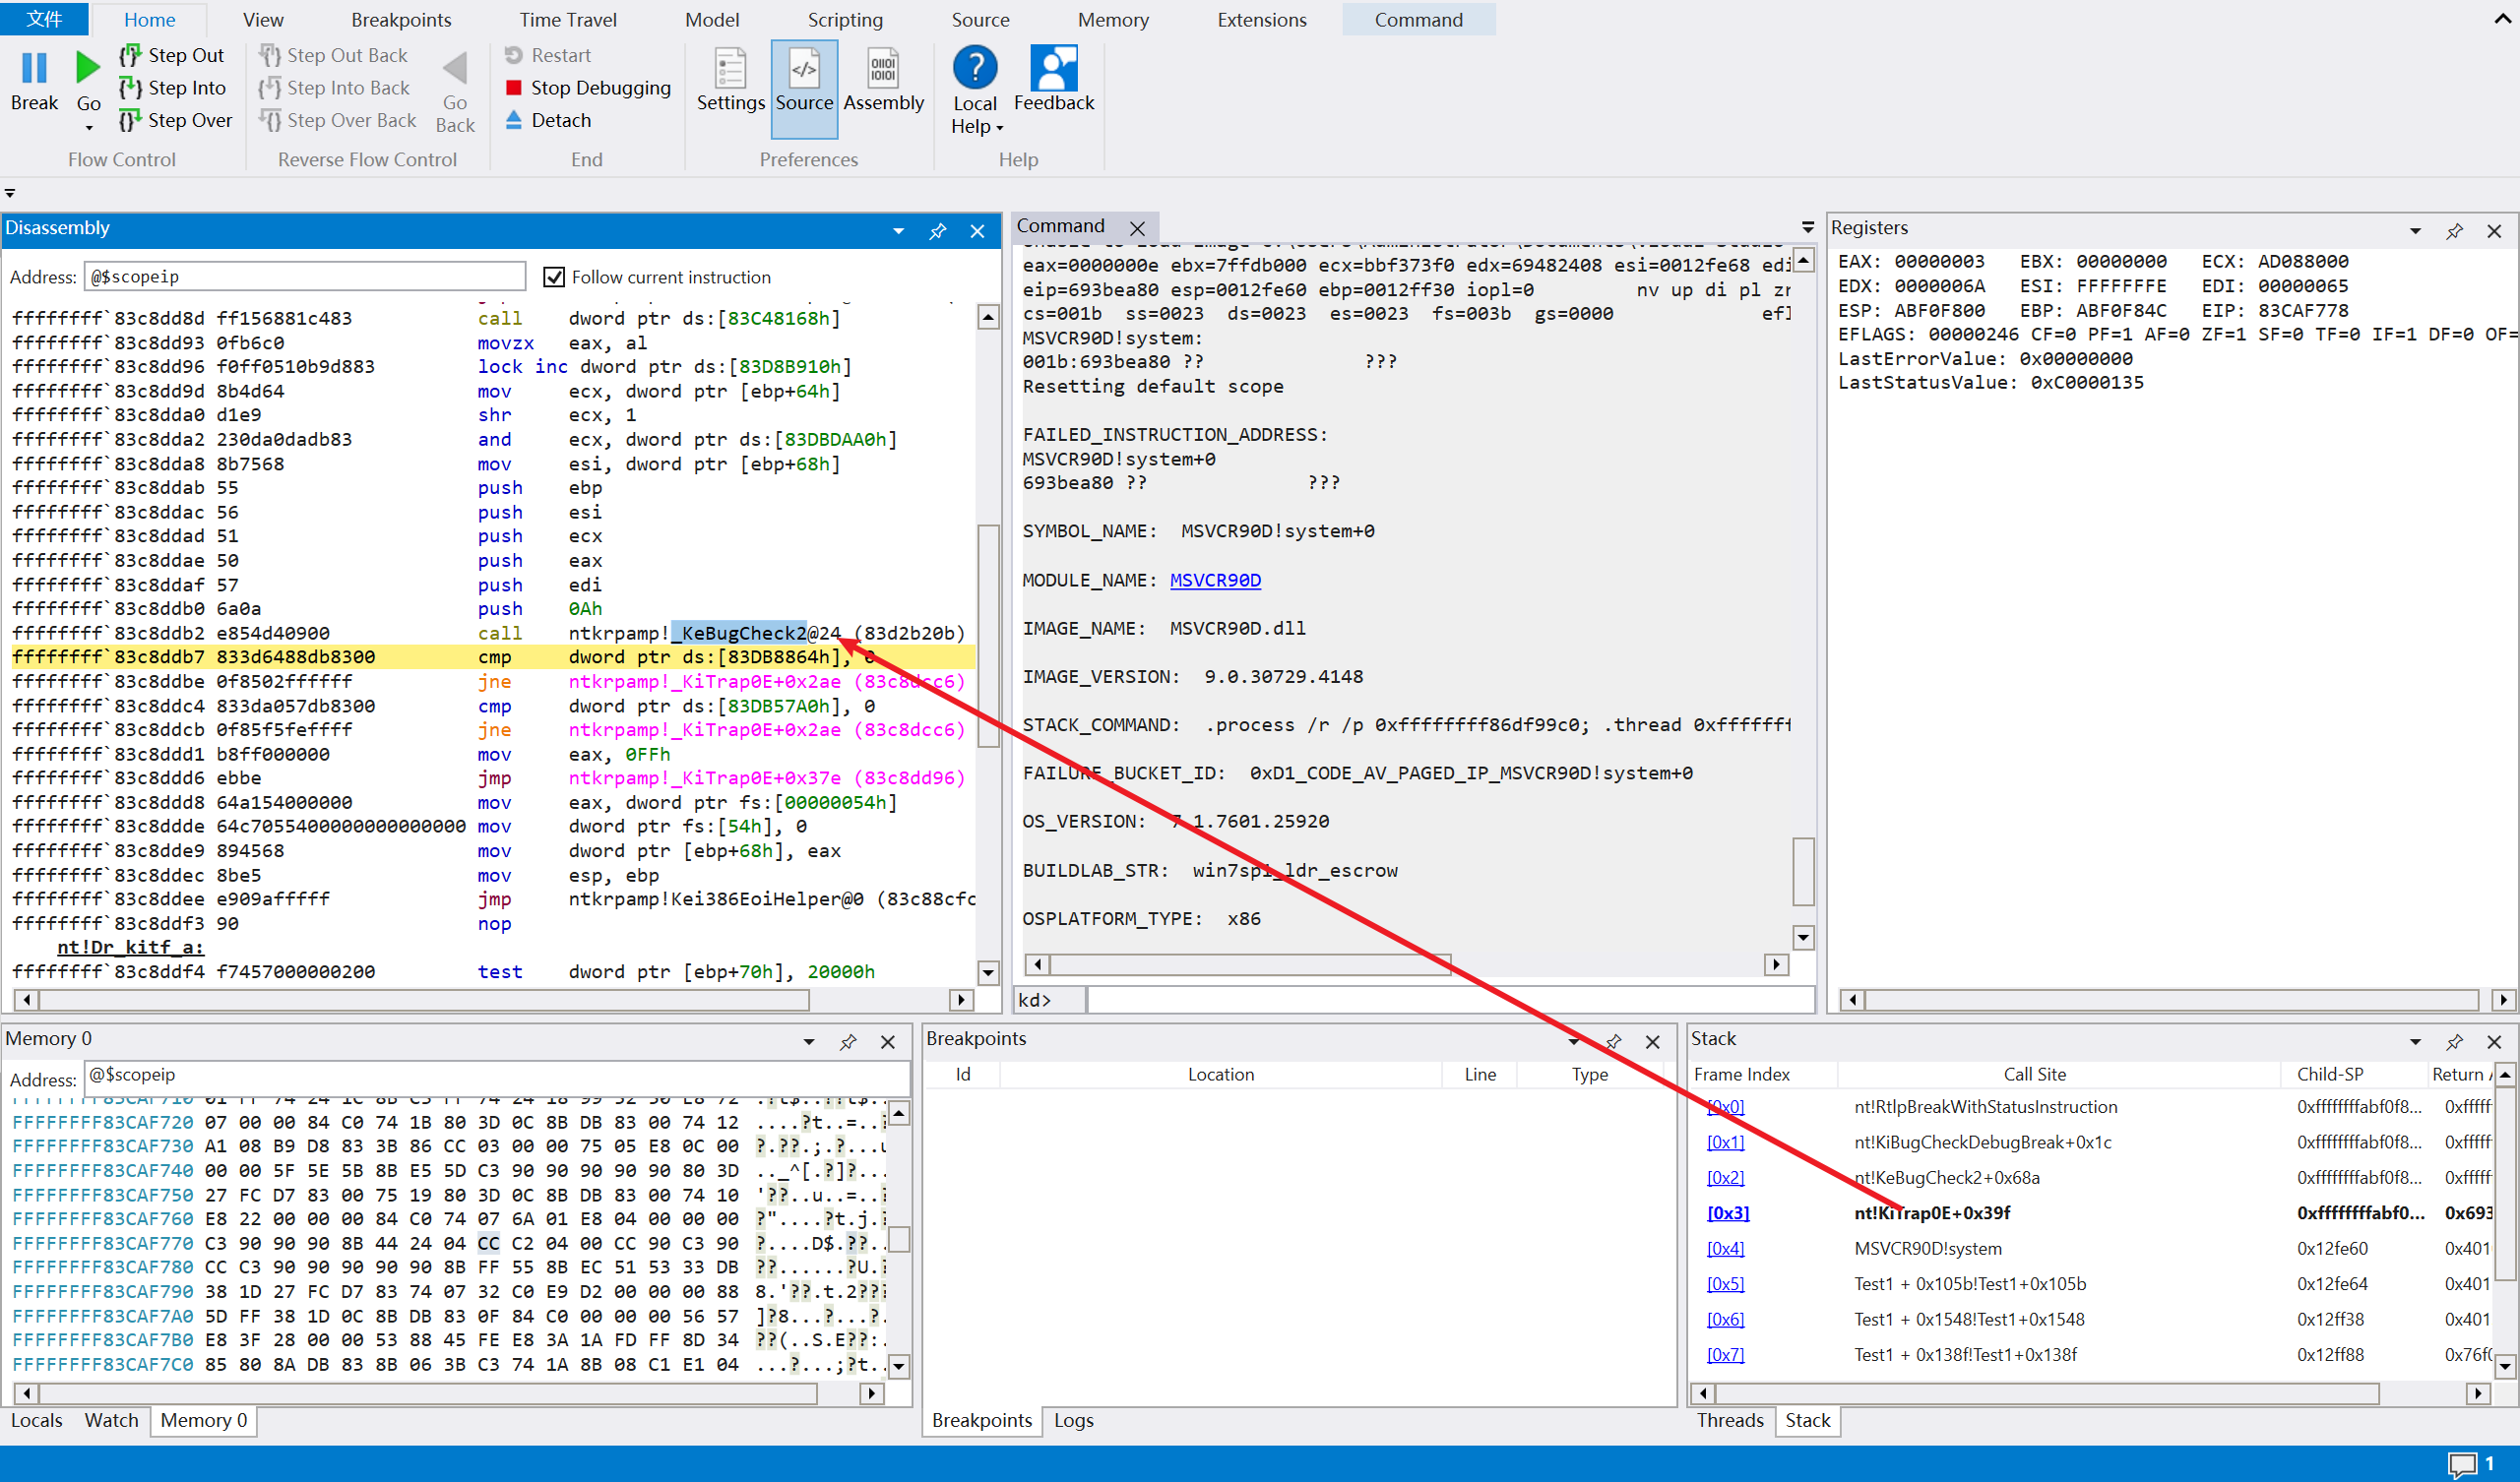 文件 Home View Breakpoints Time Travel Model Scripting Source Memory Extensions Command
Break
Go
Step Out
Step Into
Step Over
Flow Control
Step Out Back
Step Into Back
Step Over Back
Go Back
Reverse Flow Control
Restart
Stop Debugging
Detach
End
Settings
Source
Assembly
Preferences
Local Help
Feedback
Help
Disassembly
Address: @$scopeip Follow current instruction
ffffffff`83c8dd8d ff156881c483 call dword ptr ds:[83C48168h]
ffffffff`83c8dd93 0fb6c0 movzx eax, al
ffffffff`83c8dd96 f0ff0510b9d883 lock inc dword ptr ds:[83D8B910h]
ffffffff`83c8dd9d 8b4d64 mov ecx, dword ptr [ebp+64h]
ffffffff`83c8dda0 d1e9 shr ecx, 1
ffffffff`83c8dda2 230da0dadb83 and ecx, dword ptr ds:[83DBDAA0h]
ffffffff`83c8dda8 8b7568 mov esi, dword ptr [ebp+68h]
ffffffff`83c8ddab 55 push ebp
ffffffff`83c8ddac 56 push esi
ffffffff`83c8ddad 51 push ecx
ffffffff`83c8ddae 50 push eax
ffffffff`83c8ddaf 57 push edi
ffffffff`83c8ddb0 6a0a push 0Ah
ffffffff`83c8ddb2 e854d40900 call ntkrpamp!_KeBugCheck2@24 (83d2b20b)
ffffffff`83c8ddb7 833d6488db8300 cmp dword ptr ds:[83DB8864h], 0
ffffffff`83c8ddbe 0f8502ffffff jne ntkrpamp!_KiTrap0E+0x2ae (83c8dcc6)
ffffffff`83c8ddc4 833da057db8300 cmp dword ptr ds:[83DB57A0h], 0
ffffffff`83c8ddcb 0f85f5feffff jne ntkrpamp!_KiTrap0E+0x2ae (83c8dcc6)
ffffffff`83c8ddd1 b8ff000000 mov eax, 0FFh
ffffffff`83c8ddd6 ebbe jmp ntkrpamp!_KiTrap0E+0x37e (83c8dd96)
ffffffff`83c8ddd8 64a154000000 mov eax, dword ptr fs:[00000054h]
ffffffff`83c8ddde 64c7055400000000000000 mov dword ptr fs:[54h], 0
ffffffff`83c8dde9 894568 mov dword ptr [ebp+68h], eax
ffffffff`83c8ddec 8be5 mov esp, ebp
ffffffff`83c8ddee e909afffff jmp ntkrpamp!Kei386EoiHelper@0 (83c88cfc
ffffffff`83c8ddf3 90 nop
nt!Dr_kitf_a:
ffffffff`83c8ddf4 f7457000000200 test dword ptr [ebp+70h], 20000h
Command
eax=0000000e ebx=7ffdb000 ecx=bbf373f0 edx=69482408 esi=0012fe68 edi
eip=693bea80 esp=0012fe60 ebp=0012ff30 iopl=0 nv up di pl zr
cs=001b ss=0023 ds=0023 es=0023 fs=003b gs=0000 efl
MSVCR90D!system:
001b:693bea80 ?? ???
Resetting default scope
FAILED_INSTRUCTION_ADDRESS:
MSVCR90D!system+0
693bea80 ?? ???
SYMBOL_NAME: MSVCR90D!system+0
MODULE_NAME: MSVCR90D
IMAGE_NAME: MSVCR90D.dll
IMAGE_VERSION: 9.0.30729.4148
STACK_COMMAND: .process /r /p 0xffffffff86df99c0; .thread 0xfffffff
FAILURE_BUCKET_ID: 0xD1_CODE_AV_PAGED_IP_MSVCR90D!system+0
OS_VERSION: 7.1.7601.25920
BUILDLAB_STR: win7sp1_ldr_escrow
OSPLATFORM_TYPE: x86
kd>
Registers
EAX: 00000003 EBX: 00000000 ECX: AD088000
EDX: 0000006A ESI: FFFFFFFE EDI: 00000065
ESP: ABF0F800 EBP: ABF0F84C EIP: 83CAF778
EFLAGS: 00000246 CF=0 PF=1 AF=0 ZF=1 SF=0 TF=0 IF=1 DF=0 OF=
LastErrorValue: 0x00000000
LastStatusValue: 0xC0000135
Memory 0
Address: @$scopeip
FFFFFFFF83CAF720 07 00 00 84 C0 74 1B 80 3D 0C 8B DB 83 00 74 12 ....?t..=..?
FFFFFFFF83CAF730 A1 08 B9 D8 83 3B 86 CC 03 00 00 75 05 E8 0C 00 ?.??.;.?...u
FFFFFFFF83CAF740 00 00 5F 5E 5B 8B E5 5D C3 90 90 90 90 90 80 3D .._^[.?]?...
FFFFFFFF83CAF750 27 FC D7 83 00 75 19 80 3D 0C 8B DB 83 00 74 10 '??..u..=..?
FFFFFFFF83CAF760 E8 22 00 00 00 84 C0 74 07 6A 01 E8 04 00 00 00 ?"....?t.j.?
FFFFFFFF83CAF770 C3 90 90 90 8B 44 24 04 CC C2 04 00 CC 90 C3 90 ?....D$.??..
FFFFFFFF83CAF780 CC C3 90 90 90 90 90 8B FF 55 8B EC 51 53 33 DB ??......?U.?
FFFFFFFF83CAF790 38 1D 27 FC D7 83 74 07 32 C0 E9 D2 00 00 00 88 8.'??.t.2???
FFFFFFFF83CAF7A0 5D FF 38 1D 0C 8B DB 83 0F 84 C0 00 00 00 56 57 ]?8...?...?.
FFFFFFFF83CAF7B0 E8 3F 28 00 00 53 88 45 FE E8 3A 1A FD FF 8D 34 ??(..S.E??:.
FFFFFFFF83CAF7C0 85 80 8A DB 83 8B 06 3B C3 74 1A 8B 08 C1 E1 04 ...?...;?t..
Locals Watch Memory 0
Breakpoints
Id Location Line Type
Breakpoints Logs
Stack
Frame Index Call Site Child-SP Return
[0x0] nt!RtlpBreakWithStatusInstruction 0xffffffffabf0f8... 0xfffff
[0x1] nt!KiBugCheckDebugBreak+0x1c 0xffffffffabf0f8... 0xfffff
[0x2] nt!KeBugCheck2+0x68a 0xffffffffabf0f8... 0xfffff
[0x3] nt!KiTrap0E+0x39f 0xffffffffabf0... 0x693
[0x4] MSVCR90D!system 0x12fe60 0x401
[0x5] Test1 + 0x105b!Test1+0x105b 0x12fe64 0x401
[0x6] Test1 + 0x1548!Test1+0x1548 0x12ff38 0x401
[0x7] Test1 + 0x138f!Test1+0x138f 0x12ff88 0x76f0
Threads Stack
1